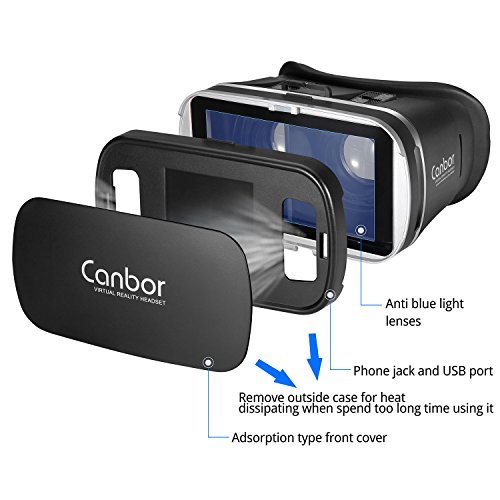 Canbor
Canbor
VIRTUAL REALITY HEADSET
Anti blue light
lenses
Phone jack and USB port
Remove outside case for heat
dissipating when spend too long time using it
Adsorption type front cover